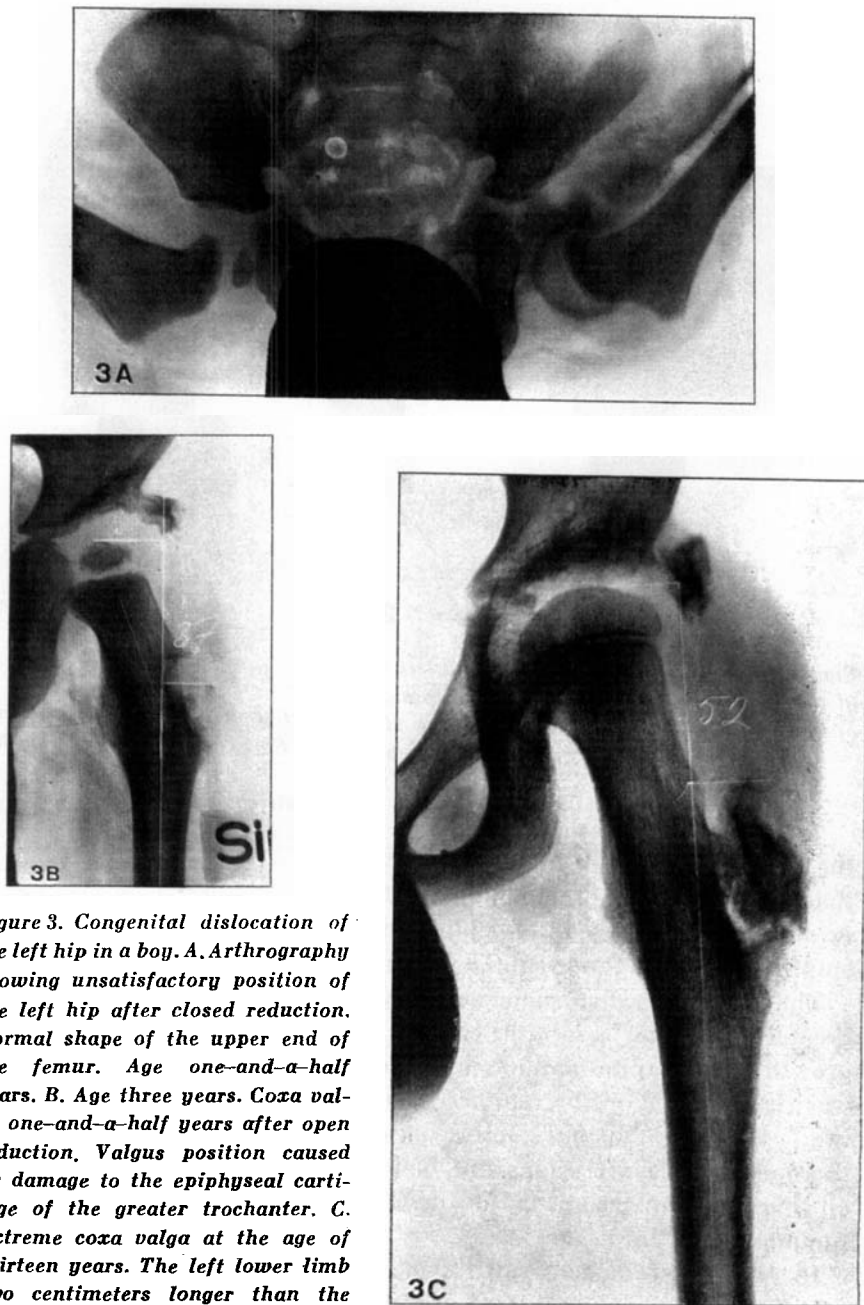 3A
3B
Si
52
3C
gure 3. Congenital dislocation of
e left hip in a boy. A. Arthrography
owing unsatisfactory position of
e left hip after closed reduction.
ormal shape of the upper end of
e femur. Age one—and—a—half
ars. B. Age three years. Coxa val-
one—and—a—half years after open
duction. Valgus position caused
damage to the epiphyseal carti-
ge of the greater trochanter. C.
treme coxa valga at the age of
irteen years. The left lower limb
o centimeters longer than the